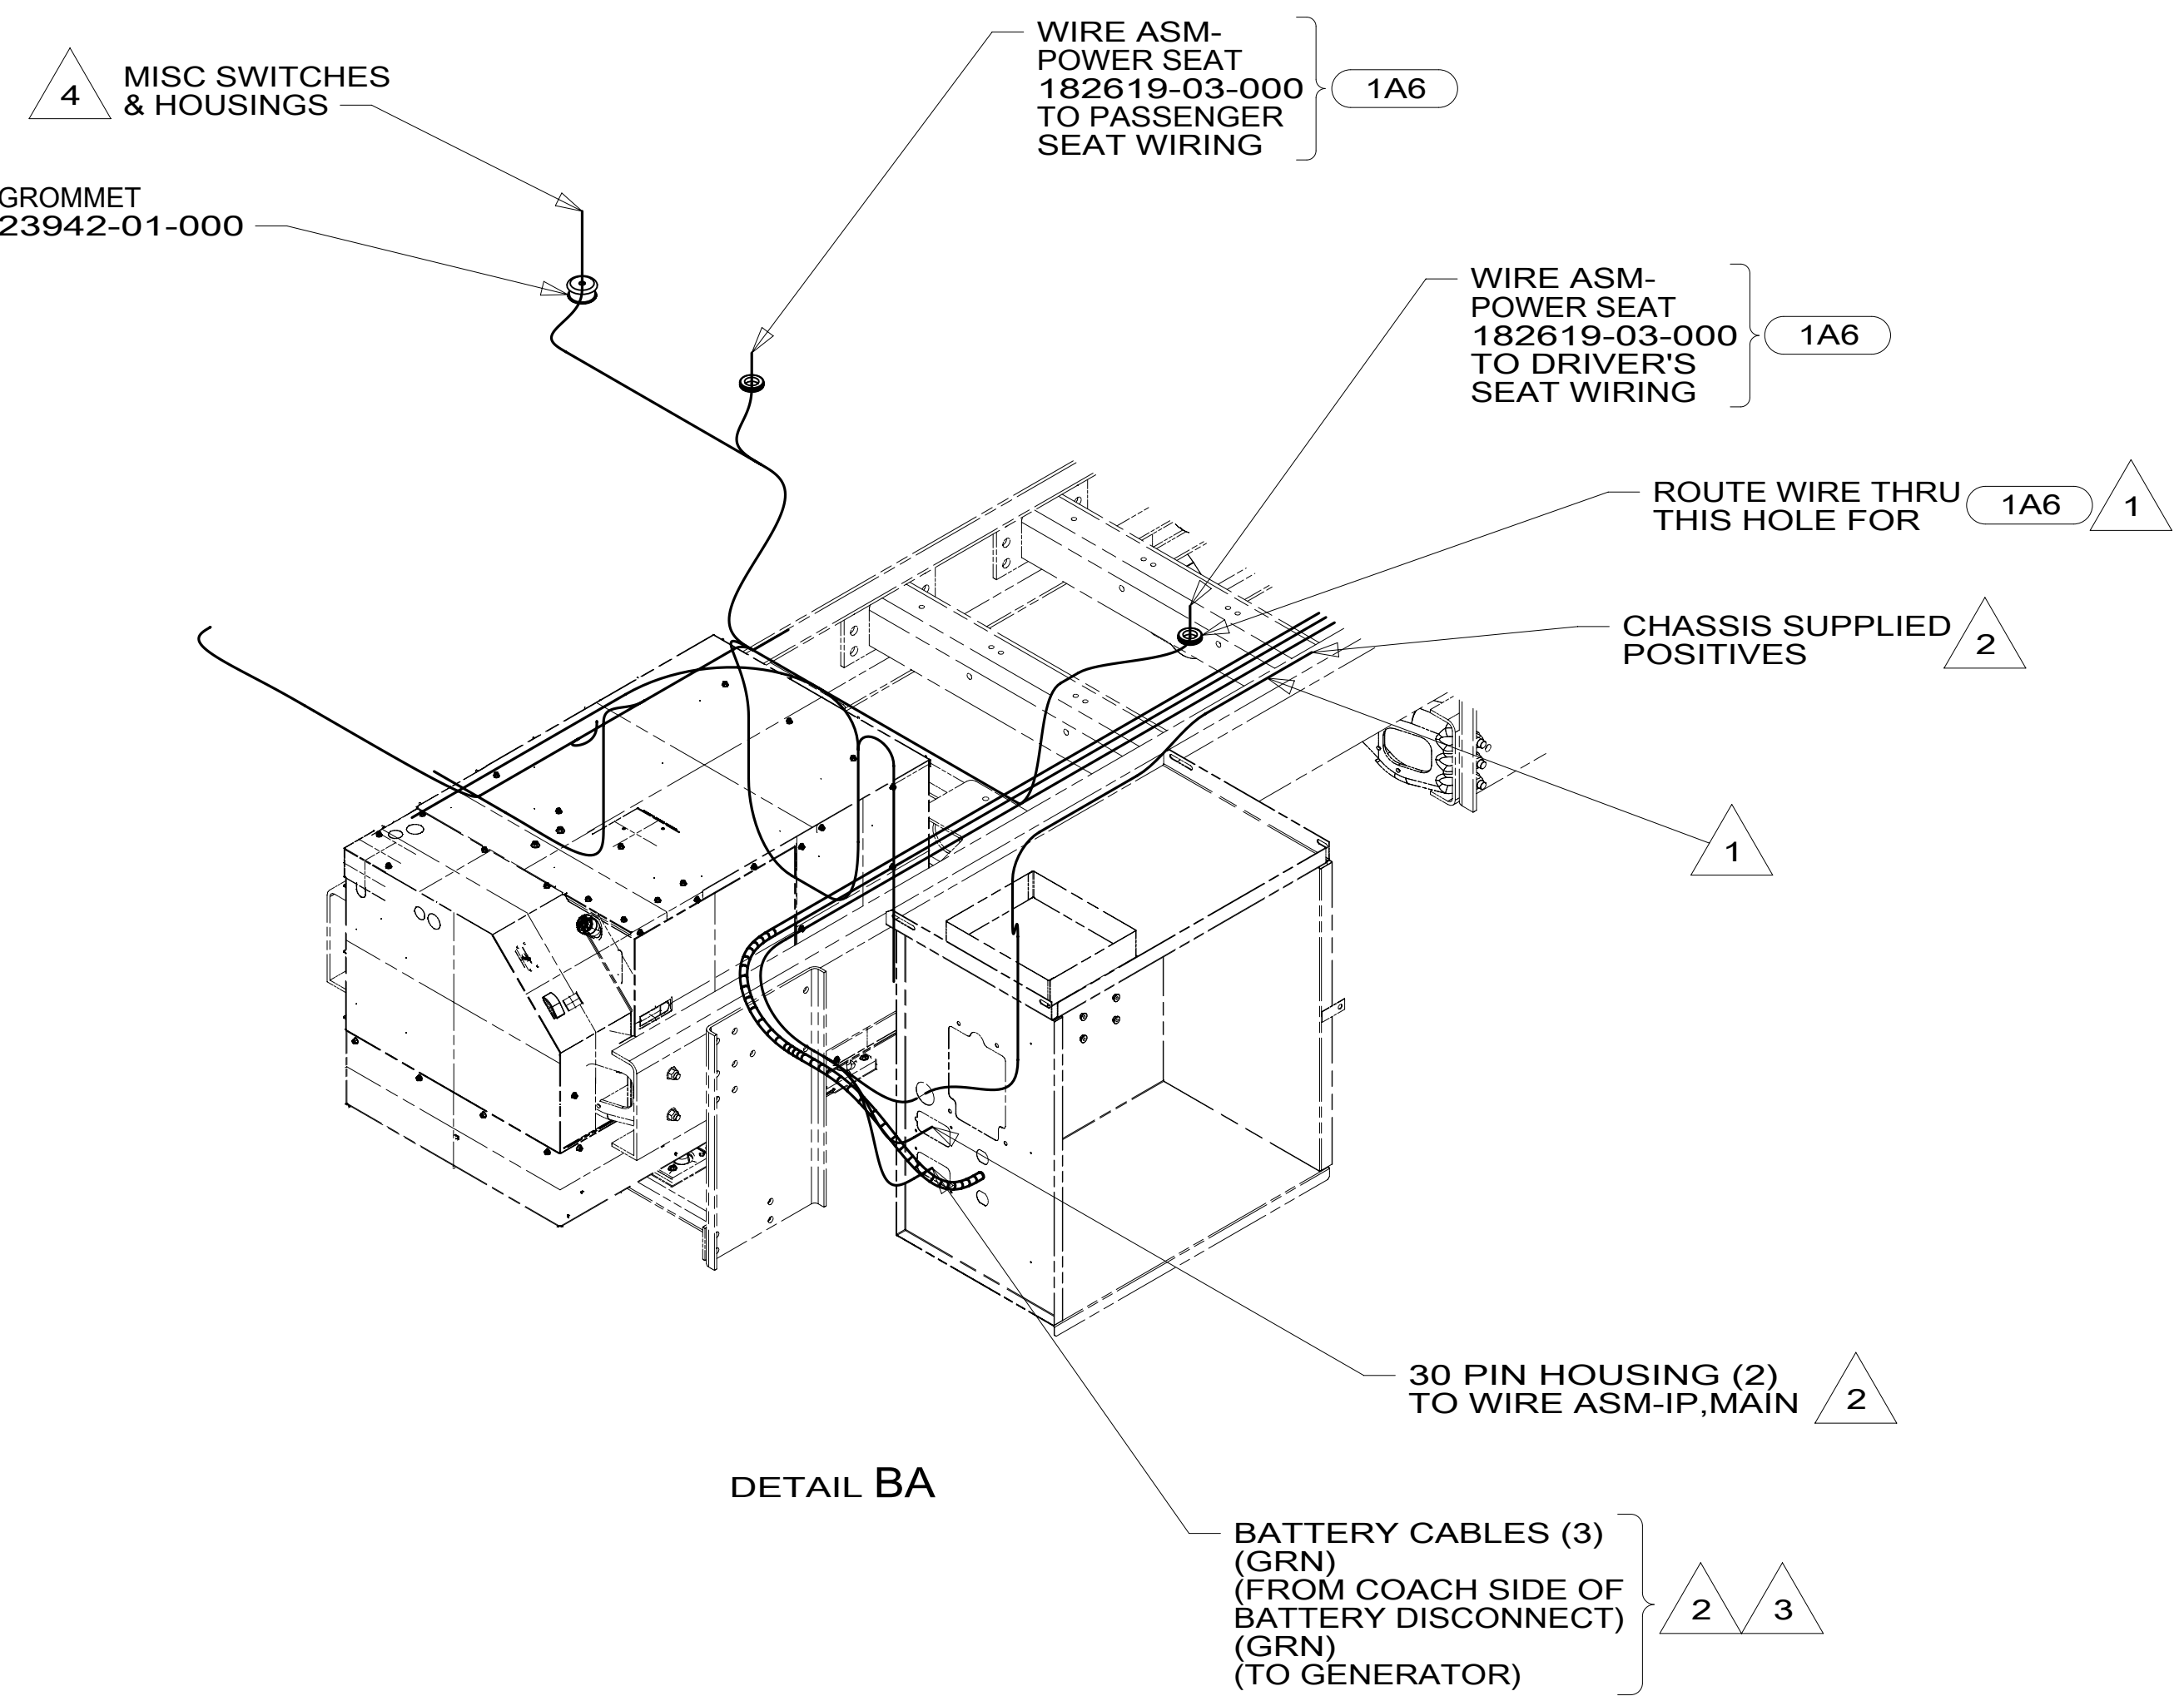 4
MISC SWITCHES
& HOUSINGS
GROMMET
23942-01-000
WIRE ASM-
POWER SEAT
182619-03-000
TO PASSENGER
SEAT WIRING
1A6
WIRE ASM-
POWER SEAT
182619-03-000
TO DRIVER'S
SEAT WIRING
1A6
ROUTE WIRE THRU
THIS HOLE FOR
1A6
1
CHASSIS SUPPLIED
POSITIVES
2
1
30 PIN HOUSING (2)
TO WIRE ASM-IP,MAIN
2
DETAIL BA
BATTERY CABLES (3)
(GRN)
(FROM COACH SIDE OF
BATTERY DISCONNECT)
(GRN)
(TO GENERATOR)
2
3